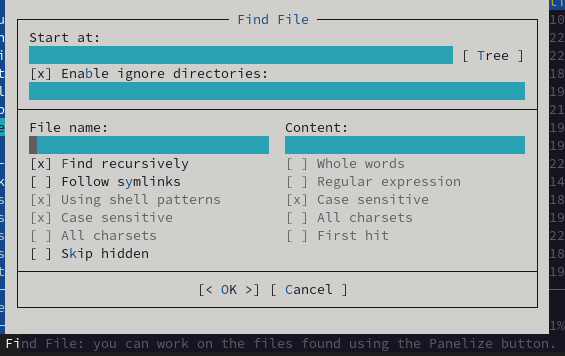 Find File
Start at:
[ Tree ]
[x] Enable ignore directories:
File name:
Content:
[x] Find recursively
[ ] Whole words
[ ] Follow symlinks
[ ] Regular expression
[x] Using shell patterns
[x] Case sensitive
[x] Case sensitive
[ ] All charsets
[ ] All charsets
[ ] First hit
[ ] Skip hidden
[< OK >] [ Cancel ]
Find File: you can work on the files found using the Panelize button.